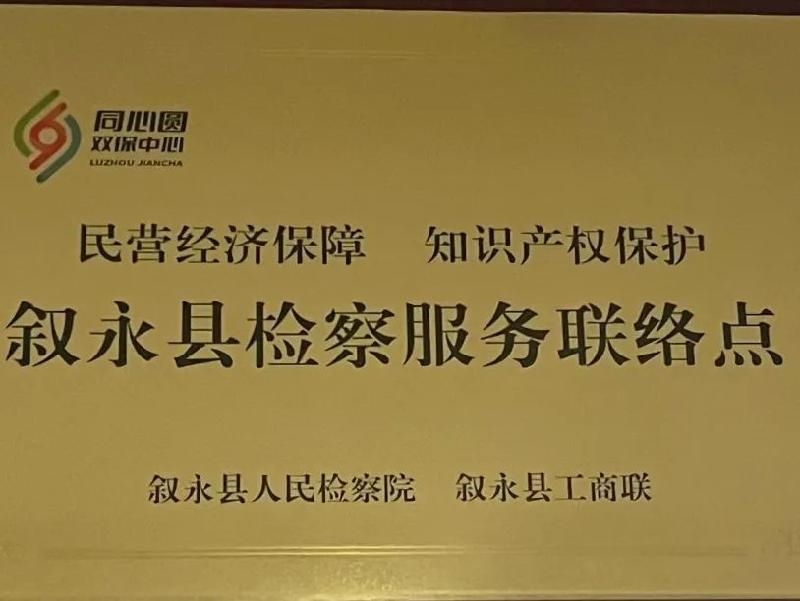 同心圆
双保中心
LUZHOU JIANCHA
民营经济保障 知识产权保护
叙永县检察服务联络点
叙永县人民检察院 叙永县工商联